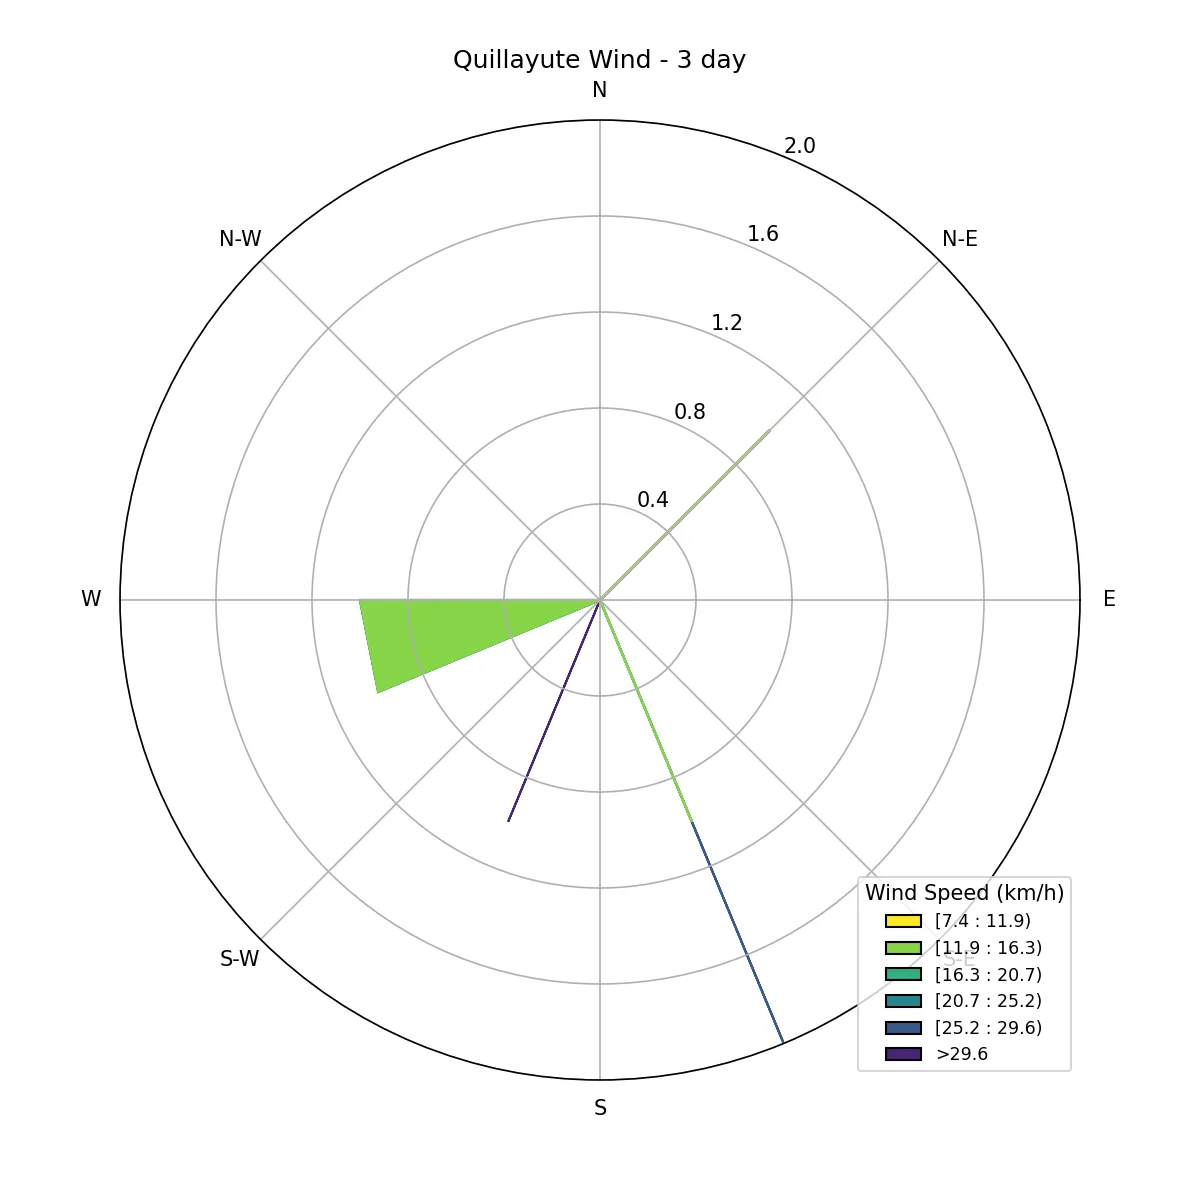 Quillayute Wind - 3 day
N
2.0
N-W
1.6
N-E
1.2
0.8
0.4
W
E
Wind Speed (km/h)
[7.4 : 11.9)
[11.9 : 16.3)
S-W
S-E
[16.3 : 20.7)
[20.7 : 25.2)
[25.2 : 29.6)
>29.6
S